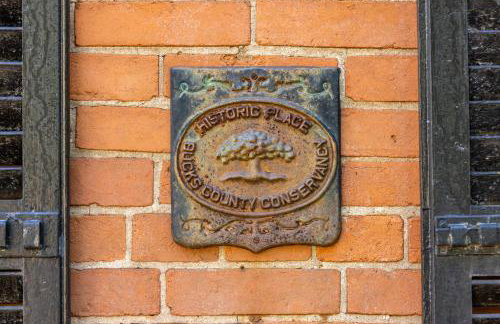 HISTORIC PLACE
BUCKS COUNTY CONSERVANCY